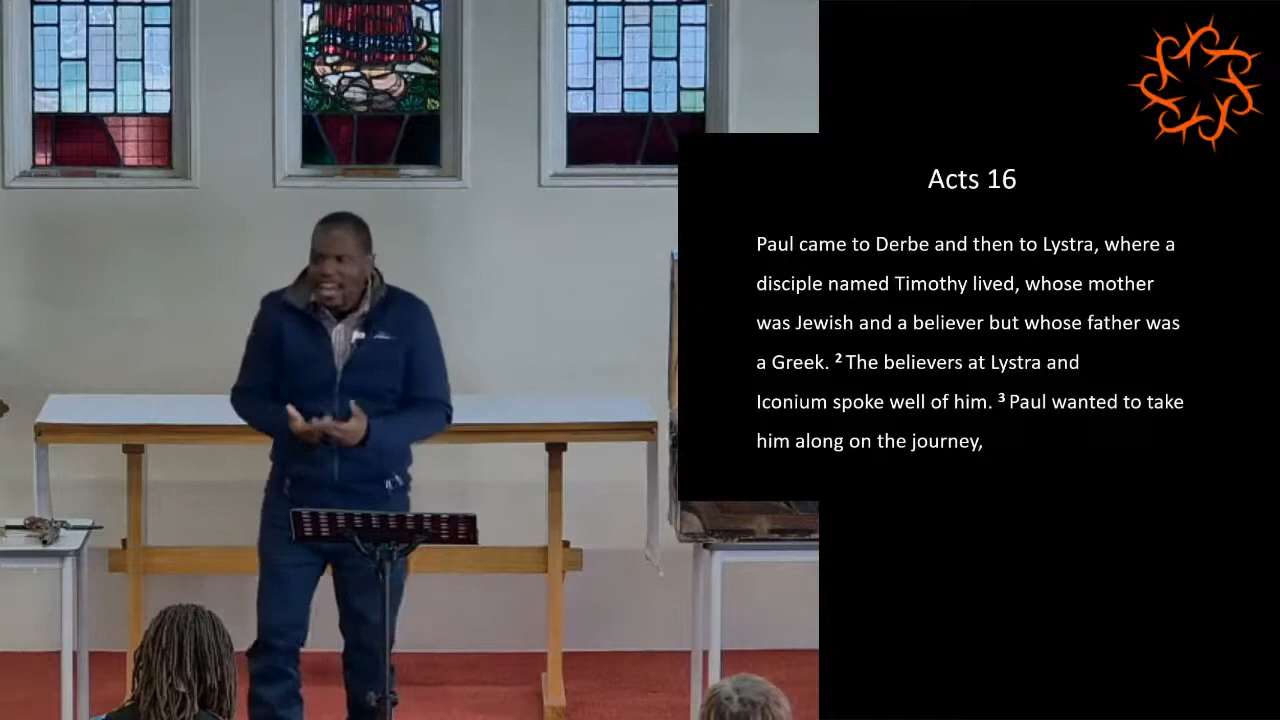 Acts 16
Paul came to Derbe and then to Lystra, where a
disciple named Timothy lived, whose mother
was Jewish and a believer but whose father was
a Greek. ² The believers at Lystra and
Iconium spoke well of him. ³ Paul wanted to take
him along on the journey,